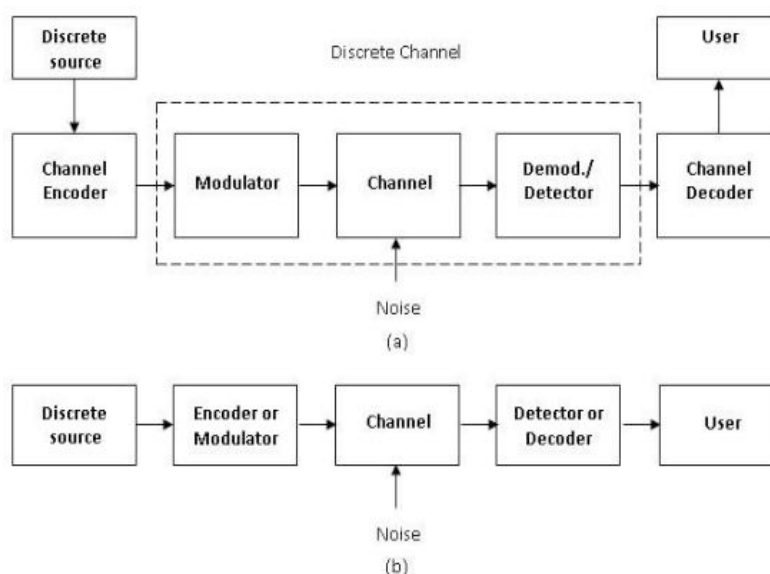 Discrete
source
Discrete Channel
User
Channel
Encoder
Modulator
Channel
Demod./
Detector
Channel
Decoder
Noise
(a)
Discrete
source
Encoder or
Modulator
Channel
Detector or
Decoder
User
Noise
(b)